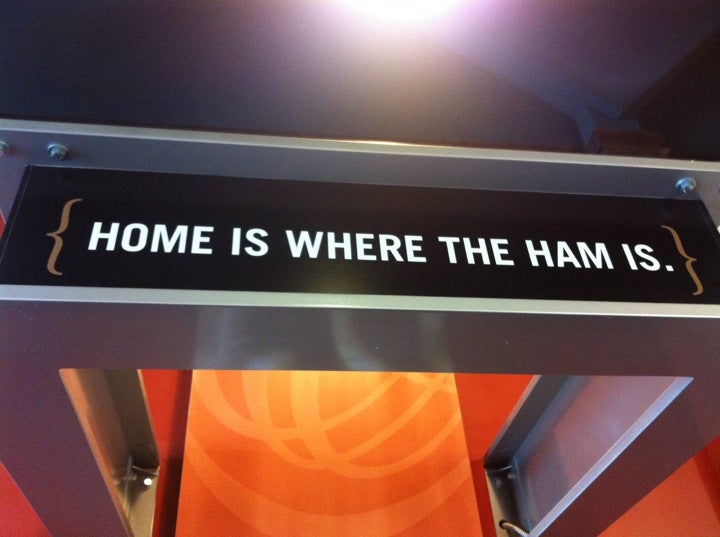 { HOME IS WHERE THE HAM IS. }